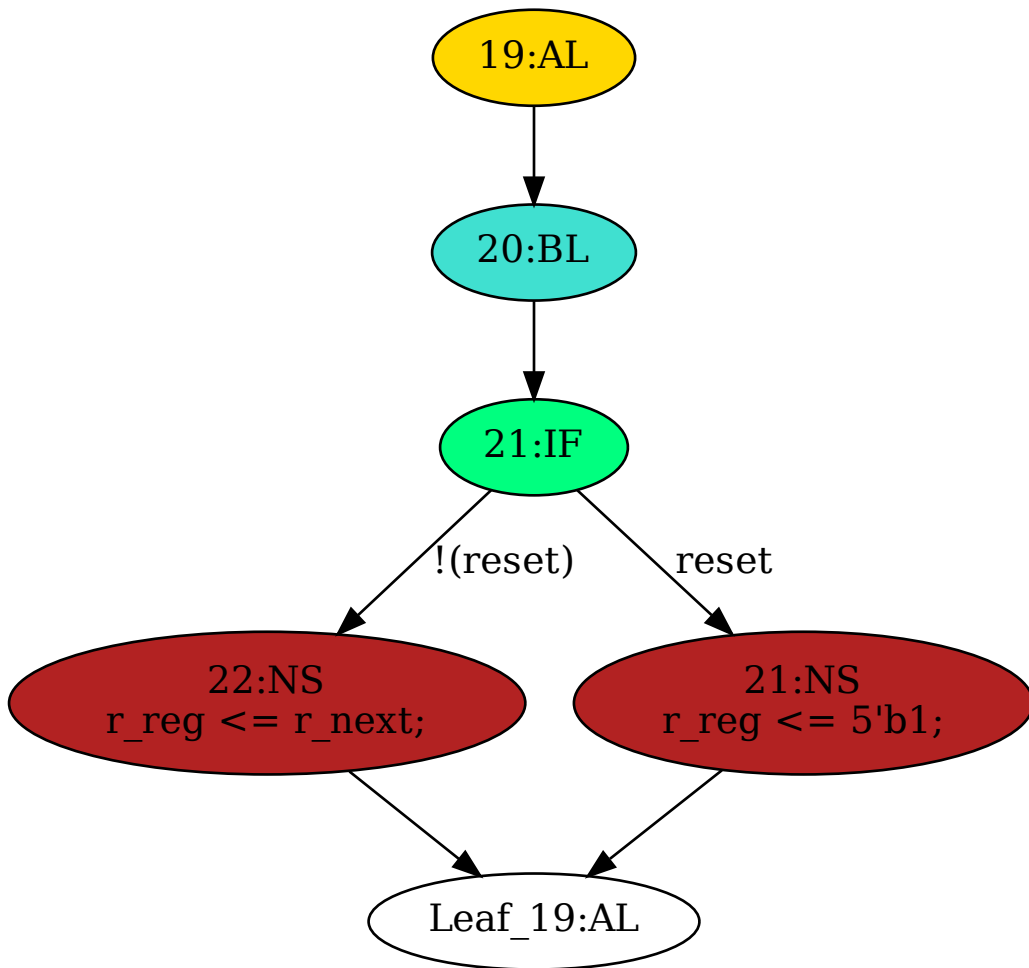 19:AL
20:BL
21:IF
!(reset)
reset
22:NS
r_reg <= r_next;
21:NS
r_reg <= 5'b1;
Leaf_19:AL